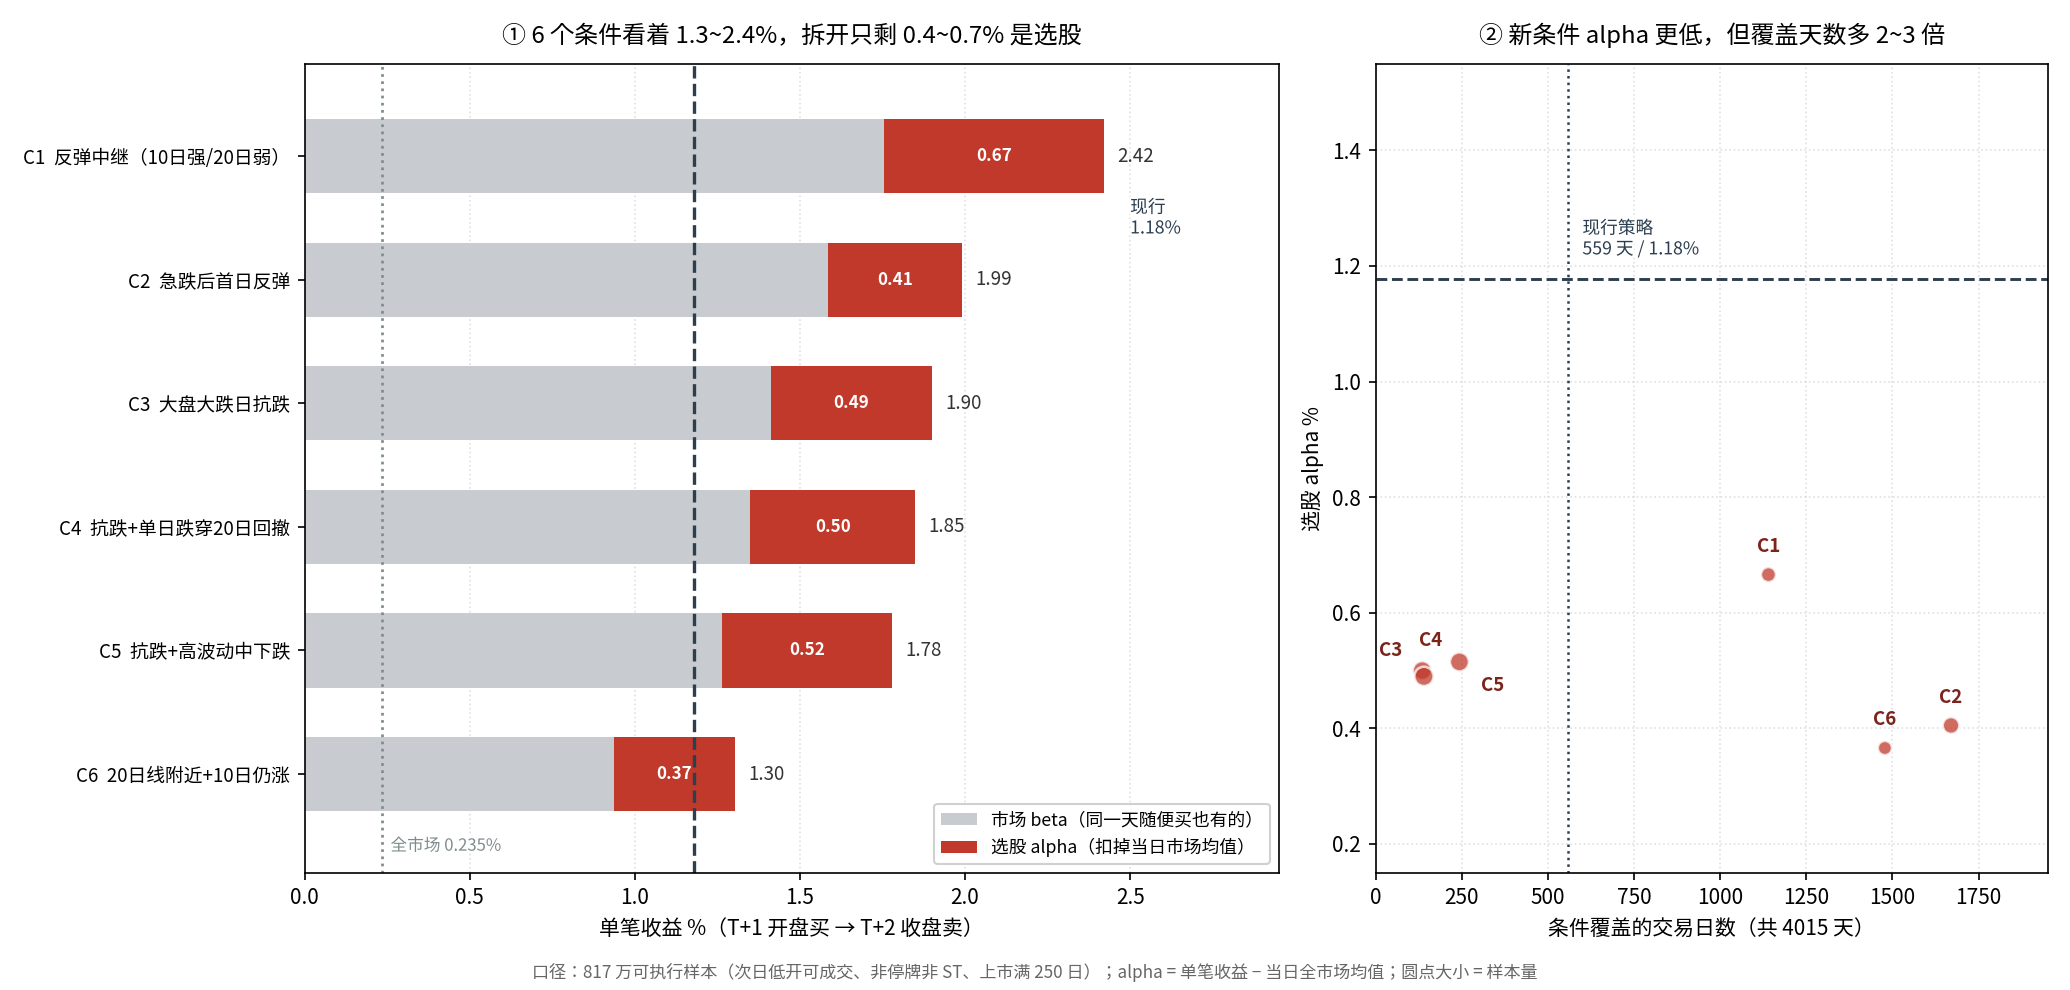 ① 6 个条件看着 1.3~2.4%，拆开只剩 0.4~0.7% 是选股
C1 反弹中继（10日强/20日弱）
0.67
2.42
现行
1.18%
C2 急跌后首日反弹
0.41
1.99
C3 大盘大跌日抗跌
0.49
1.90
C4 抗跌+单日跌穿20日回撤
0.50
1.85
C5 抗跌+高波动中下跌
0.52
1.78
C6 20日线附近+10日仍涨
0.37
1.30
全市场 0.235%
市场 beta（同一天随便买也有的）
选股 alpha（扣掉当日市场均值）
0.0
0.5
1.0
1.5
2.0
2.5
单笔收益 %（T+1 开盘买 → T+2 收盘卖）
② 新条件 alpha 更低，但覆盖天数多 2~3 倍
选股 alpha %
1.4
1.2
1.0
0.8
0.6
0.4
0.2
现行策略
559 天 / 1.18%
C1
C3
C4
C5
C2
C6
0
250
500
750
1000
1250
1500
1750
条件覆盖的交易日数（共 4015 天）
口径：817 万可执行样本（次日低开可成交、非停牌非 ST、上市满 250 日）；alpha = 单笔收益 − 当日全市场均值；圆点大小 = 样本量